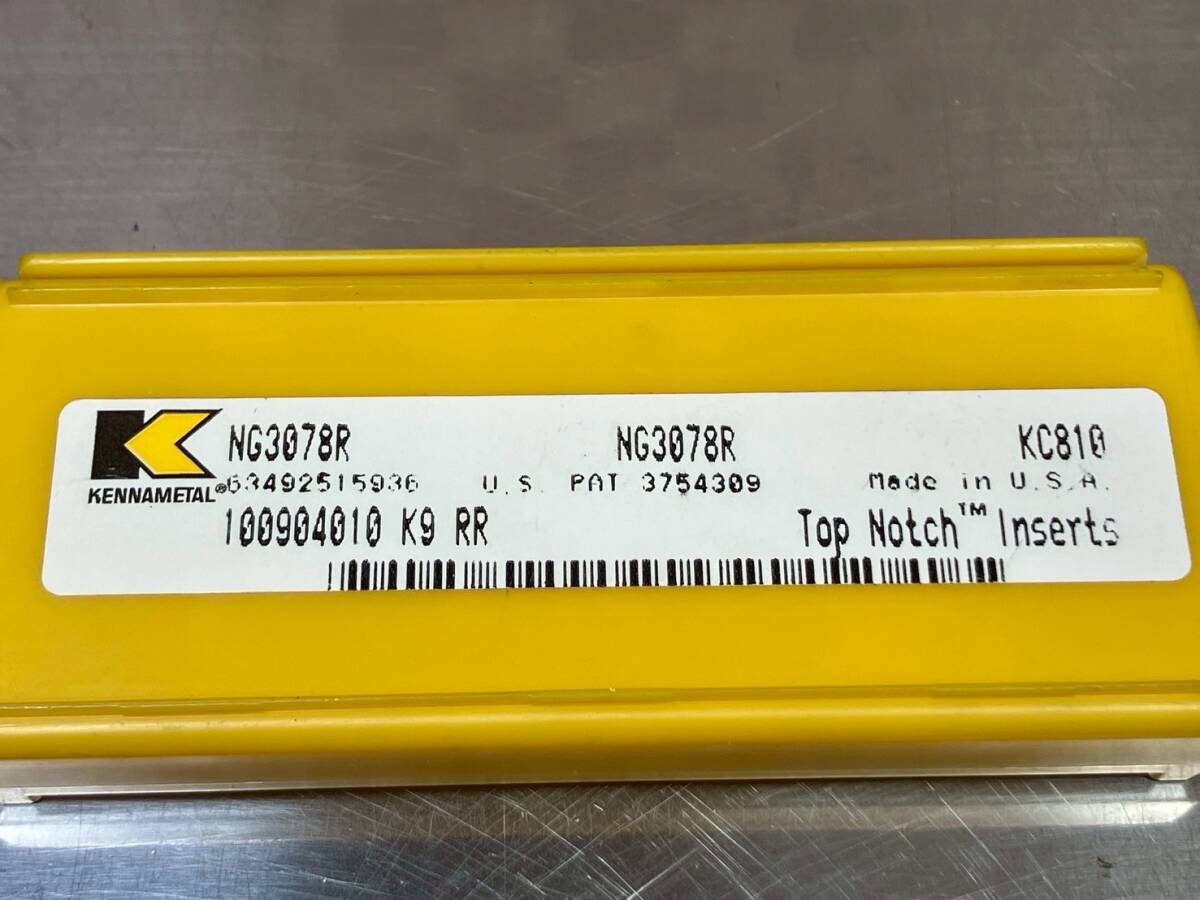 NG3078R NG3078R KC810
KENNAMETAL® 63492515936 U.S. PAT 3754309 Made in U.S.A.
100904010 K9 RR Top Notch™ Inserts